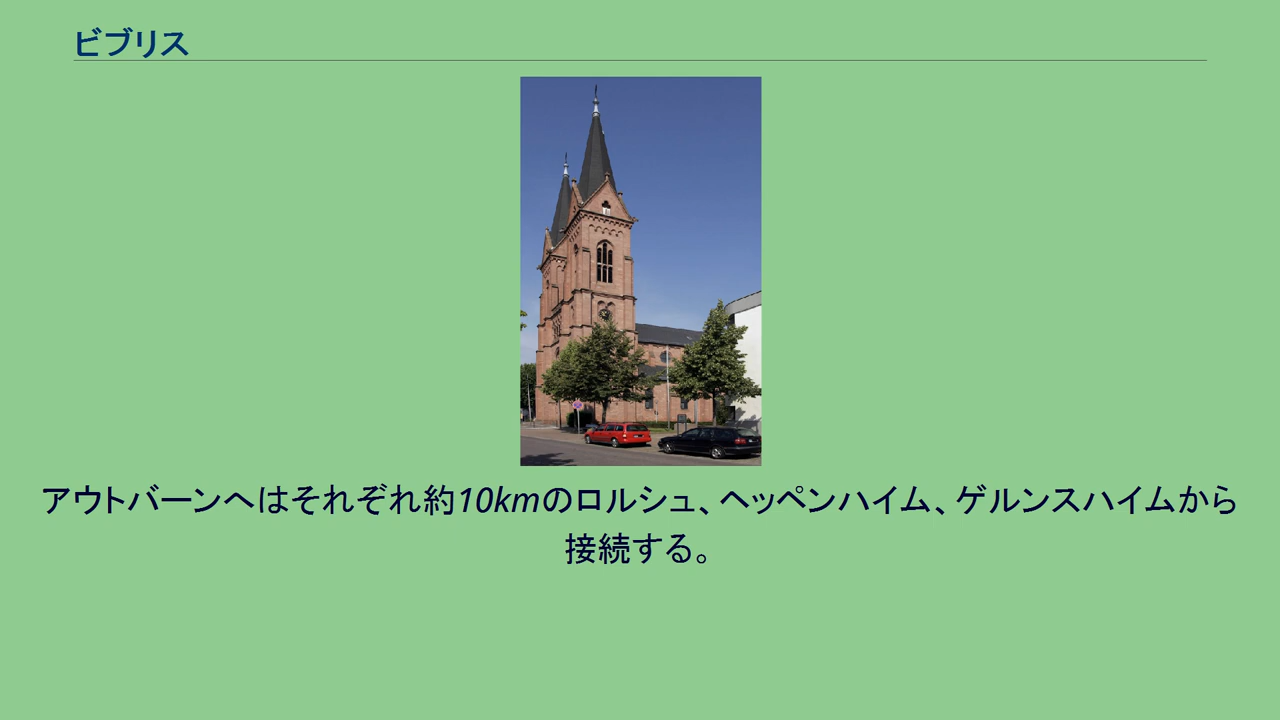 ビブリス
アウトバーンへはそれぞれ約10kmのロルシュ、ヘッペンハイム、ゲルンスハイムから
接続する。